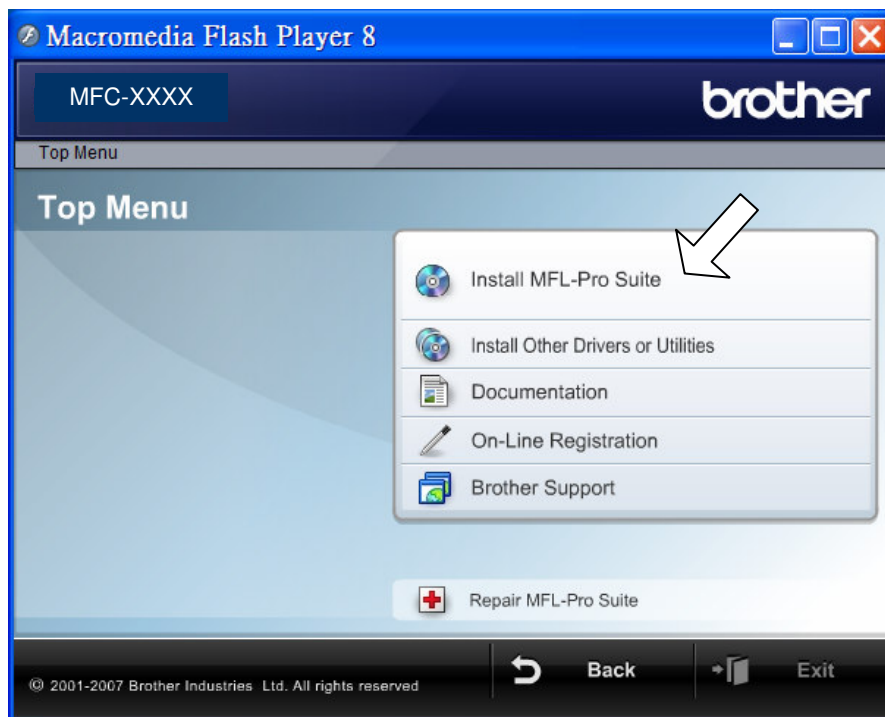 Macromedia Flash Player 8
MFC-XXXX
brother
Top Menu
Top Menu
Install MFL-Pro Suite
Install Other Drivers or Utilities
Documentation
On-Line Registration
Brother Support
Repair MFL-Pro Suite
© 2001-2007 Brother Industries Ltd. All rights reserved
Back
Exit